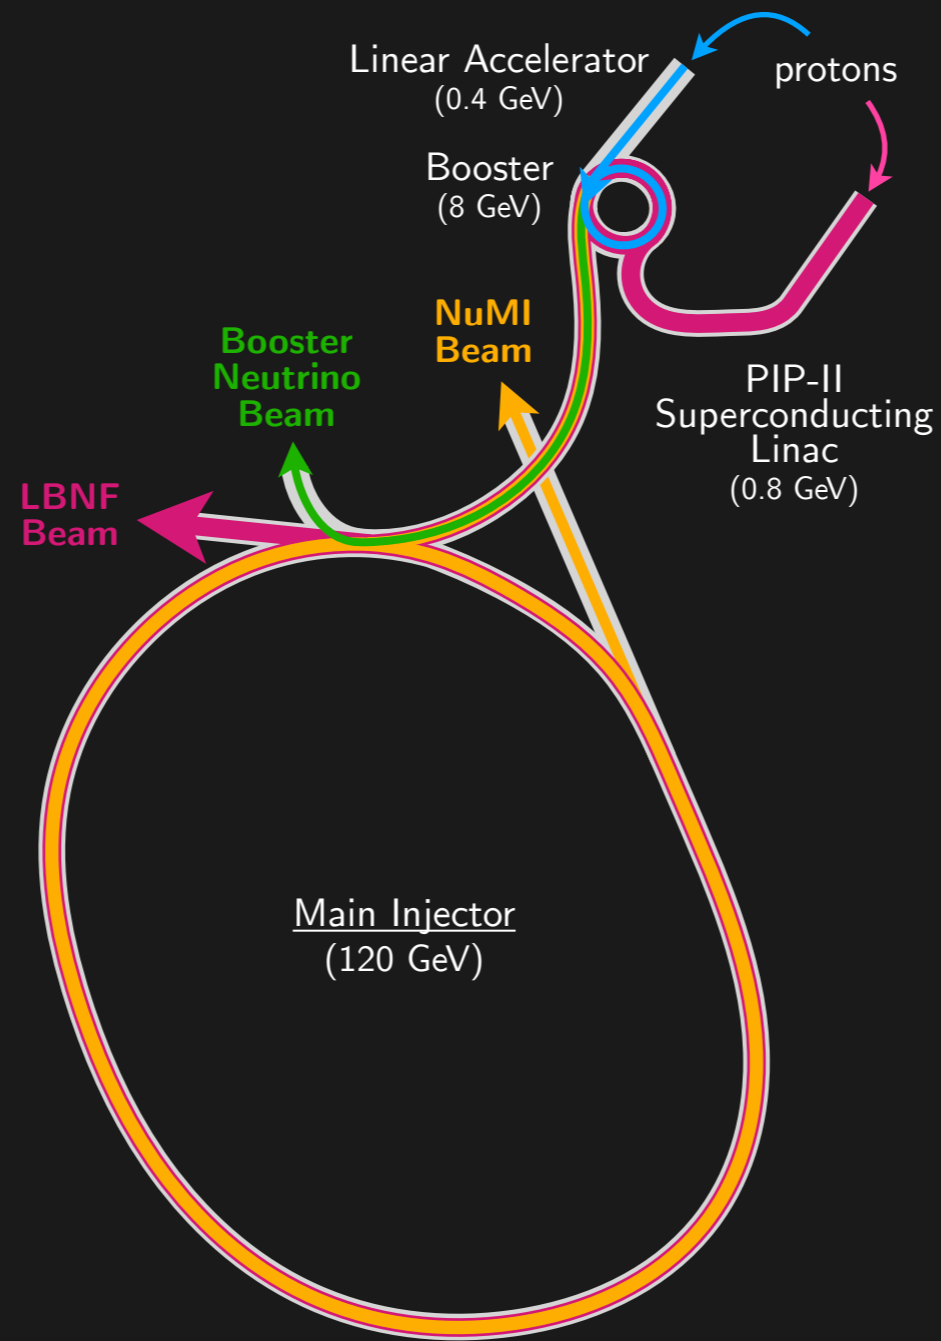 Linear Accelerator
(0.4 GeV)
protons
Booster
(8 GeV)
NuMI
Beam
Booster
Neutrino
Beam
PIP-II
Superconducting
Linac
(0.8 GeV)
LBNF
Beam
Main Injector
(120 GeV)